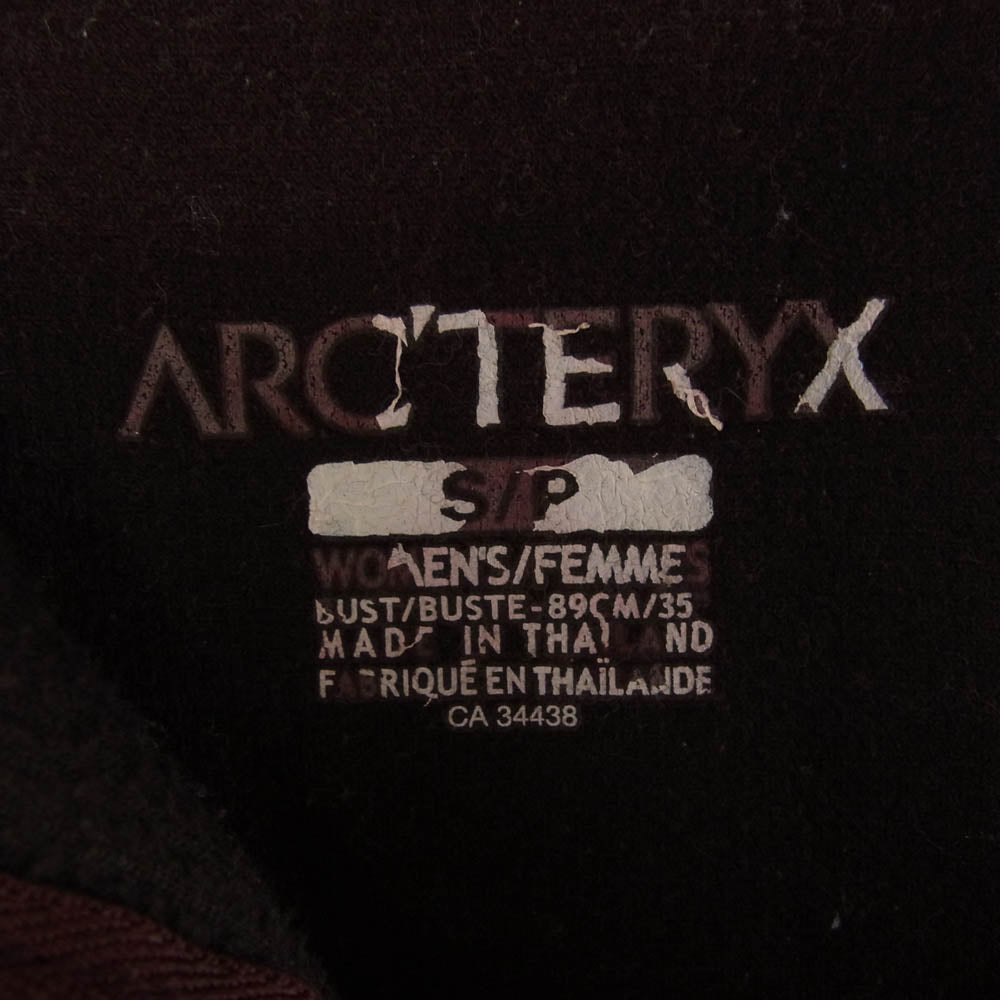 ARC'TERYX
S/P
WOMEN'S/FEMMES
BUST/BUSTE-89CM/35
MADE IN THAILAND
FABRIQUÉ EN THAÏLANDE
CA 34438